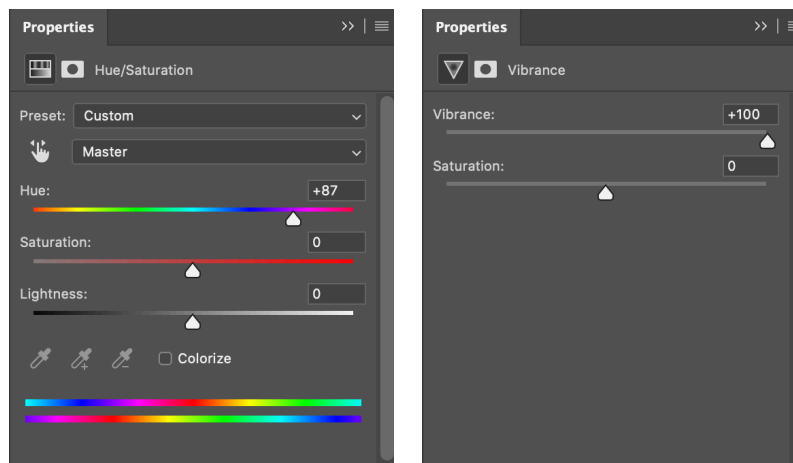 Properties
Hue/Saturation
Preset: Custom
Master
Hue: +87
Saturation: 0
Lightness: 0
Colorize
Properties
Vibrance
Vibrance: +100
Saturation: 0